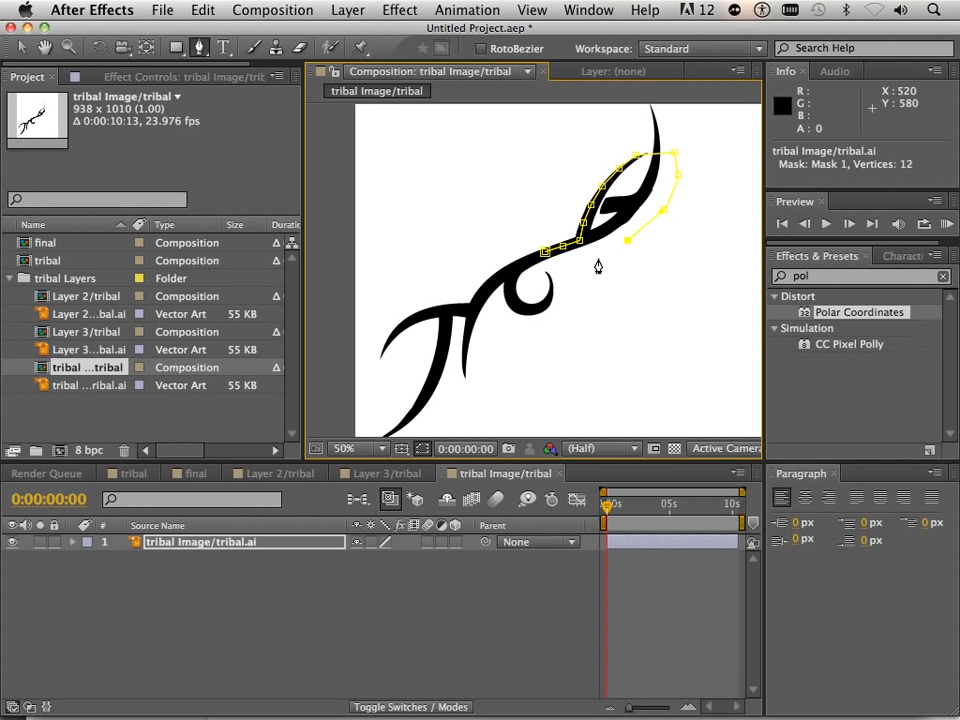 After Effects File Edit Composition Layer Effect Animation View Window Help 12
Untitled Project.aep *
T RotoBezier Workspace: Standard Search Help
Project Effect Controls: tribal Image/trit
tribal Image/tribal
938 x 1010 (1.00)
Δ 0:00:10:13, 23.976 fps
Name Type Size Duratic
final Composition Δ
tribal Composition Δ
tribal Layers Folder
Layer 2/tribal Composition Δ
Layer 2...bal.ai Vector Art 55 KB
Layer 3/tribal Composition Δ
Layer 3...bal.ai Vector Art 55 KB
tribal ...tribal Composition Δ
tribal ...ribal.ai Vector Art 55 KB
8 bpc
Composition: tribal Image/tribal Layer: (none)
tribal Image/tribal
50% 0:00:00:00 (Half) Active Camera
Info Audio
R: X: 520
G: Y: 580
B:
A: 0
tribal Image/tribal.ai
Mask: Mask 1, Vertices: 12
Preview
Effects & Presets Charact
pol
Distort
32 Polar Coordinates
Simulation
8 CC Pixel Polly
Render Queue tribal final Layer 2/tribal Layer 3/tribal tribal Image/tribal
0:00:00:00
05s 10s
# Source Name Parent
1 tribal Image/tribal.ai None
Toggle Switches / Modes
Paragraph
0 px 0 px 0 px
0 px 0 px